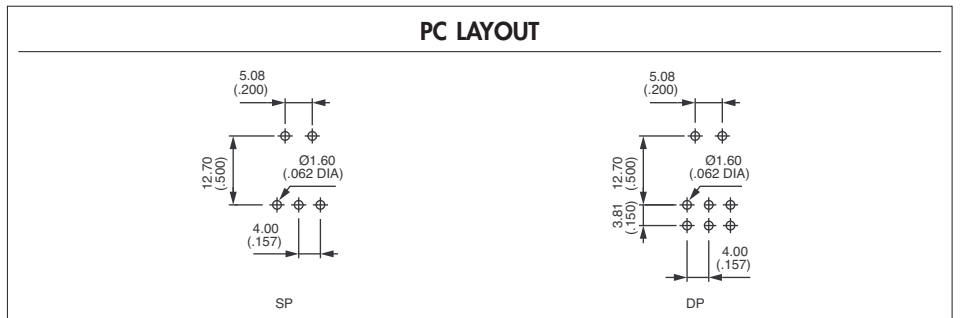 PC LAYOUT
5.08
(.200)
12.70
(.500)
Ø1.60
(.062 DIA)
4.00
(.157)
SP
5.08
(.200)
12.70
(.500)
Ø1.60
(.062 DIA)
3.81
(.150)
4.00
(.157)
DP